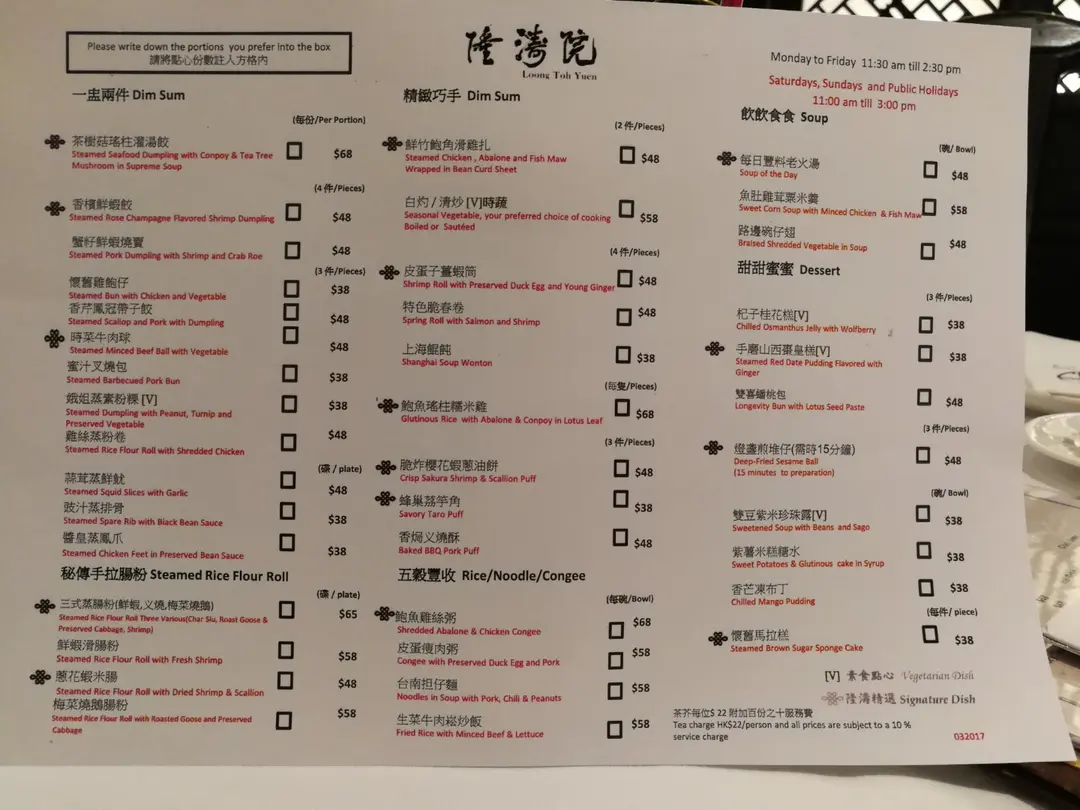 Please write down the portions you prefer into the box
請將點心份數註入方格內
陸濤院
Loong Toh Yuen
Monday to Friday 11:30 am till 2:30 pm
Saturdays, Sundays and Public Holidays
11:00 am till 3:00 pm
一盅兩件 Dim Sum
(每份/Per Portion)
茶樹菇瑤柱灌湯餃 $68
Steamed Seafood Dumpling with Conpoy & Tea Tree
Mushroom in Supreme Soup
(4 件/Pieces)
香檳鮮蝦餃 $48
Steamed Rose Champagne Flavored Shrimp Dumpling
蟹籽鮮蝦燒賣 $48
Steamed Pork Dumpling with Shrimp and Crab Roe
(3 件/Pieces)
懷舊雞飽仔 $38
Steamed Bun with Chicken and Vegetable
香芹鳳冠帶子餃 $48
Steamed Scallop and Pork with Dumpling
時菜牛肉球 $48
Steamed Minced Beef Ball with Vegetable
蜜汁叉燒包 $38
Steamed Barbecued Pork Bun
娥姐蒸素粉粿 [V] $38
Steamed Dumpling with Peanut, Turnip and
Preserved Vegetable
雞絲蒸粉卷 $48
Steamed Rice Flour Roll with Shredded Chicken
(碟 / plate)
蒜茸蒸鮮魷 $48
Steamed Squid Slices with Garlic
豉汁蒸排骨 $38
Steamed Spare Rib with Black Bean Sauce
醬皇蒸鳳爪 $38
Steamed Chicken Feet in Preserved Bean Sauce
秘傳手拉腸粉 Steamed Rice Flour Roll
(碟 / plate)
三式蒸腸粉(鮮蝦,义燒,梅菜燒鵝) $65
Steamed Rice Flour Roll Three Various(Char Siu, Roast Goose &
Preserved Cabbage, Shrimp)
鮮蝦滑腸粉 $58
Steamed Rice Flour Roll with Fresh Shrimp
蔥花蝦米腸 $48
Steamed Rice Flour Roll with Dried Shrimp & Scallion
梅菜燒鵝腸粉 $58
Steamed Rice Flour Roll with Roasted Goose and Preserved
Cabbage
精緻巧手 Dim Sum
(2 件/Pieces)
鮮竹鮑角滑雞扎 $48
Steamed Chicken , Abalone and Fish Maw
Wrapped in Bean Curd Sheet
白灼 / 清炒 [V]時蔬 $58
Seasonal Vegetable, your preferred choice of cooking
Boiled or Sautéed
(4 件/Pieces)
皮蛋子薑蝦筒 $48
Shrimp Roll with Preserved Duck Egg and Young Ginger
特色脆春卷 $48
Spring Roll with Salmon and Shrimp
上海餛飩 $38
Shanghai Soup Wonton
(每隻/Pieces)
鮑魚瑤柱糯米雞 $68
Glutinous Rice with Abalone & Conpoy in Lotus Leaf
(3 件/Pieces)
脆炸櫻花蝦蔥油餅 $48
Crisp Sakura Shrimp & Scallion Puff
蜂巢荔竽角 $38
Savory Taro Puff
香焗义燒酥 $48
Baked BBQ Pork Puff
五穀豐收 Rice/Noodle/Congee
(每碗/Bowl)
鮑魚雞絲粥 $68
Shredded Abalone & Chicken Congee
皮蛋瘦肉粥 $58
Congee with Preserved Duck Egg and Pork
台南担仔麵 $58
Noodles in Soup with Pork, Chili & Peanuts
生菜牛肉崧炒飯 $58
Fried Rice with Minced Beef & Lettuce
飲飲食食 Soup
(碗/ Bowl)
每日豐料老火湯 $48
Soup of the Day
魚肚雞茸粟米羹 $58
Sweet Corn Soup with Minced Chicken & Fish Maw
路邊碗仔翅 $48
Braised Shredded Vegetable in Soup
甜甜蜜蜜 Dessert
(3 件/Pieces)
杞子桂花糕[V] $38
Chilled Osmanthus Jelly with Wolfberry
手磨山西棗皇糕[V] $38
Steamed Red Date Pudding Flavored with
Ginger
雙喜蟠桃包 $48
Longevity Bun with Lotus Seed Paste
(3 件/Pieces)
燈盞煎堆仔(需時15分鐘) $48
Deep-Fried Sesame Ball
(15 minutes to preparation)
(碗/ Bowl)
雙豆紫米珍珠露[V] $38
Sweetened Soup with Beans and Sago
紫薯米糕糖水 $38
Sweet Potatoes & Glutinous cake in Syrup
香芒凍布丁 $38
Chilled Mango Pudding
(每件/ piece)
懷舊馬拉糕 $38
Steamed Brown Sugar Sponge Cake
[V] 素食點心 Vegetarian Dish
陸濤精選 Signature Dish
茶芥每位$ 22 附加百份之十服務費
Tea charge HK$22/person and all prices are subject to a 10 %
service charge
032017